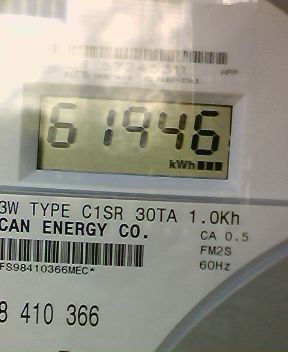 61946
kWh
3W TYPE C1SR 30TA 1.0Kh
CAN ENERGY CO.
CA 0.5
FM2S
60Hz
FS98410366MEC*
8 410 366